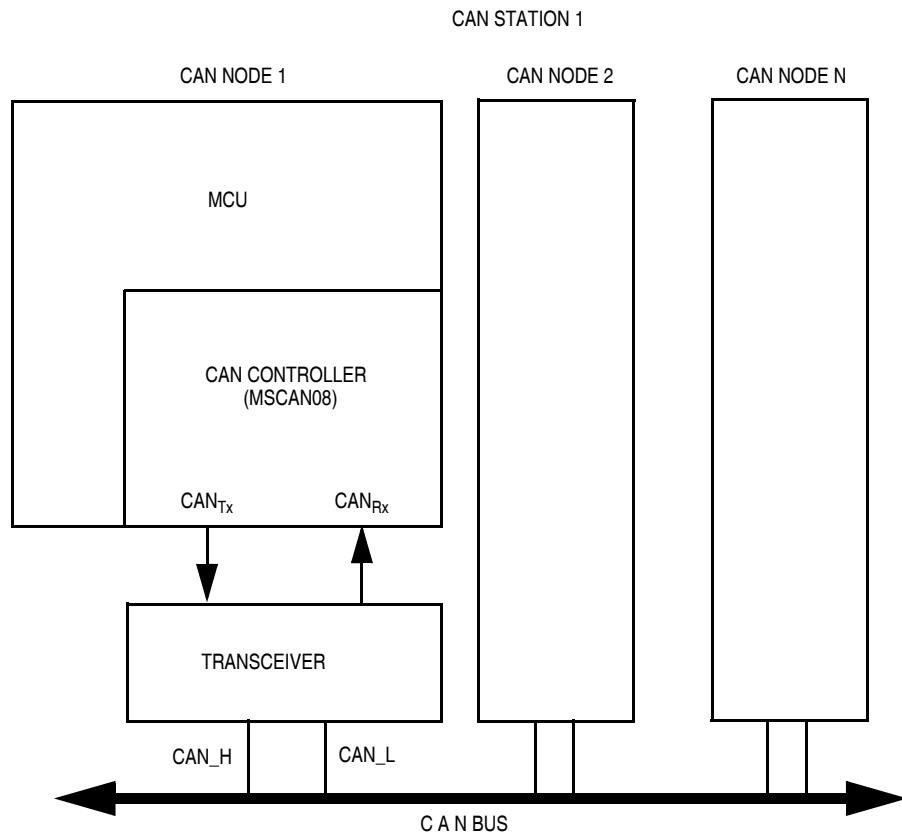 CAN STATION 1
CAN NODE 1
CAN NODE 2
CAN NODE N
MCU
CAN CONTROLLER
(MSCAN08)
CANTx
CANRx
TRANSCEIVER
CAN_H
CAN_L
C A N BUS